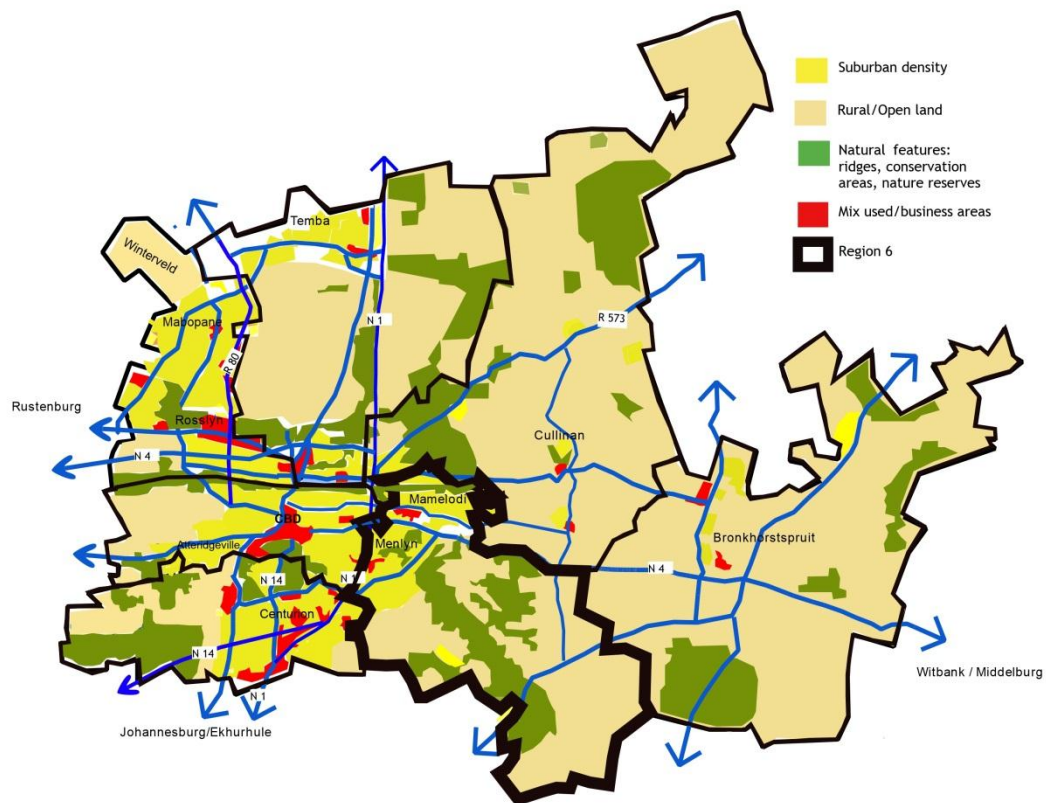 Suburban density
Rural/Open land
Natural features:
ridges, conservation
areas, nature reserves
Mix used/business areas
Region 6
Temba
Winterveld
N 1
R 573
Mabopane
R 80
Rustenburg
Rosslyn
Cullinan
N 4
Mamelodi
CBD
Bronkhorstspruit
Atteridgeville
Menlyn
N 4
N 14
N 1
Centurion
N 14
Witbank / Middelburg
N 1
Johannesburg/Ekhurhule